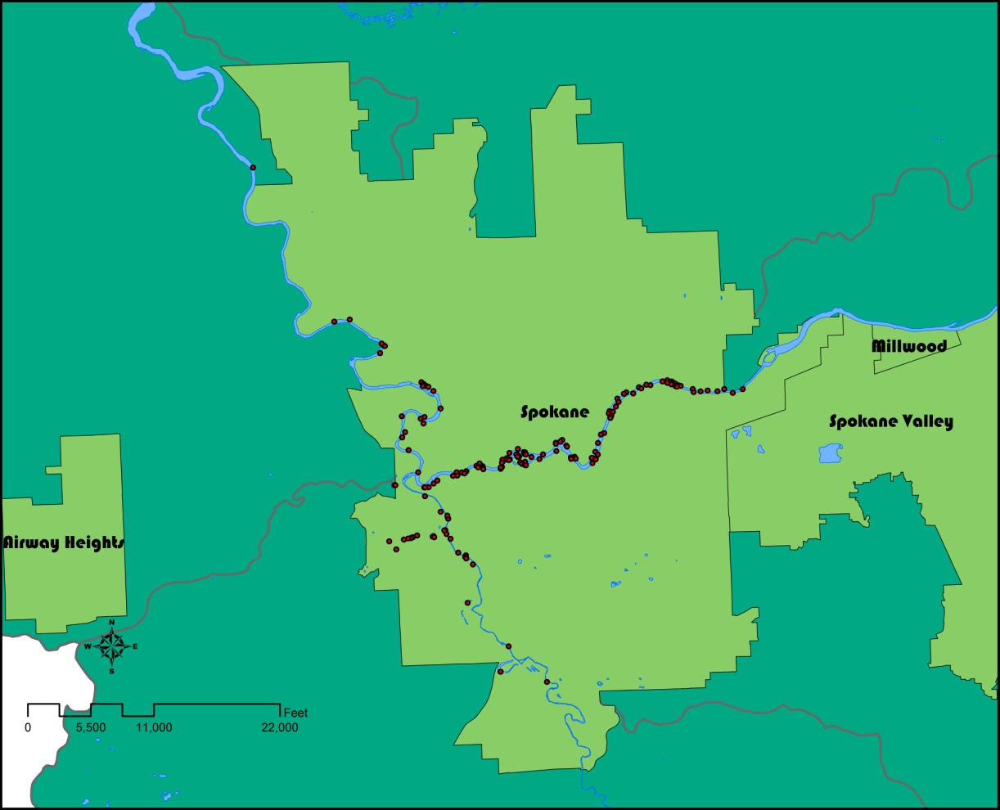 Millwood
Spokane
Spokane Valley
Airway Heights
N
W E
S
Feet
0 5,500 11,000 22,000